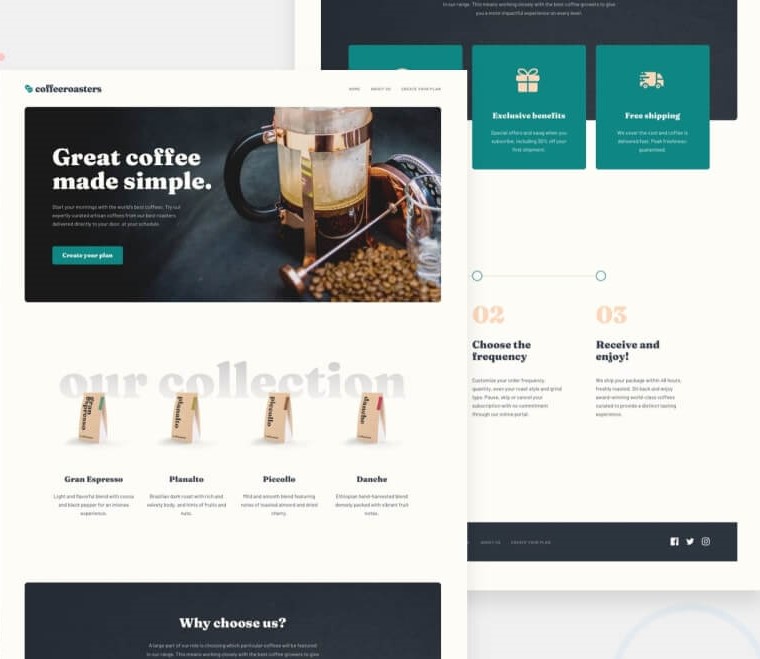 coffeeroasters
HOME ABOUT US CREATE YOUR PLAN
Great coffee
made simple.
Start your mornings with the world's best coffees. Try our
expertly curated artisan coffees from our best roasters
delivered directly to your door, at your schedule.
Create your plan
our collection
gran
espresso
planalto
piccollo
danche
Gran Espresso
Light and flavorful blend with cocoa
and black pepper for an intense
experience.
Planalto
Brazilian dark roast with rich and
velvety body, and hints of fruits and
nuts.
Piccollo
Mild and smooth blend featuring
notes of toasted almond and dried
cherry.
Danche
Ethiopian hand-harvested blend
densely packed with vibrant fruit
notes.
Why choose us?
A large part of our role is choosing which particular coffees will be featured
in our range. This means working closely with the best coffee growers to give
in our range. This means working closely with the best coffee growers to give
you a more impactful experience on every level.
Exclusive benefits
Special offers and swag when you
subscribe, including 30% off your
first shipment.
Free shipping
We cover the cost and coffee is
delivered fast. Peak freshness:
guaranteed.
02
Choose the
frequency
Customize your order frequency,
quantity, even your roast style and grind
type. Pause, skip or cancel your
subscription with no commitment
through our online portal.
03
Receive and
enjoy!
We ship your package within 48 hours,
freshly roasted. Sit back and enjoy
award-winning world-class coffees
curated to provide a distinct tasting
experience.
ABOUT US CREATE YOUR PLAN